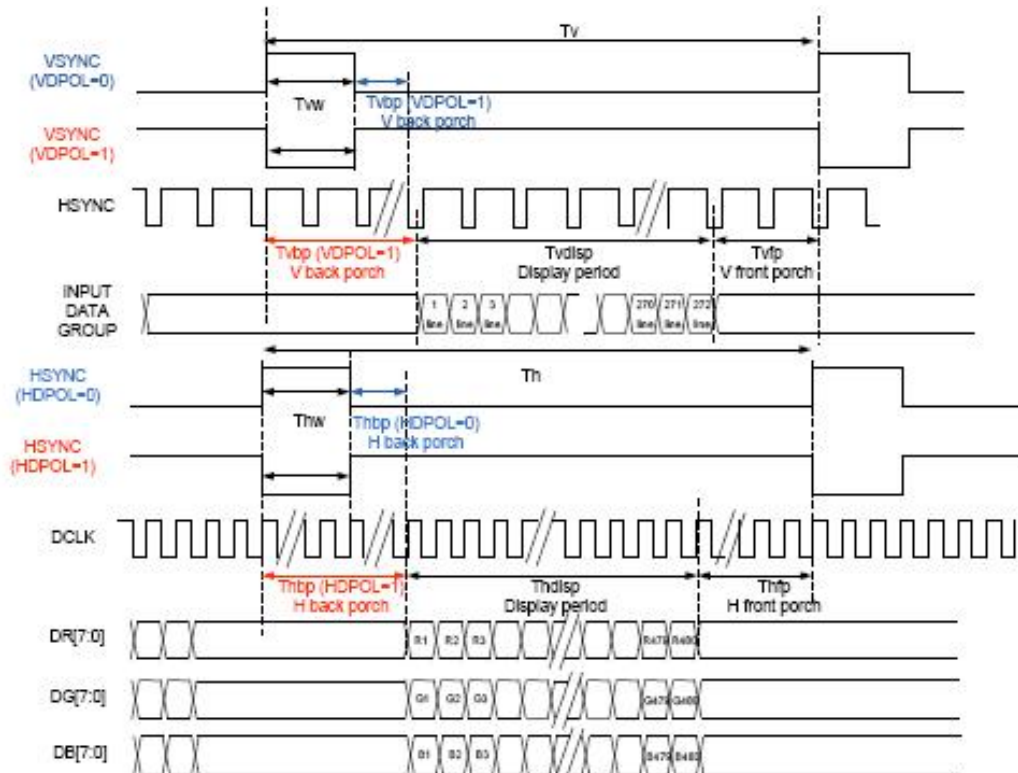 Tv
VSYNC
(VDPOL=0)
Tvw
Tvbp (VDPOL=1)
V back porch
VSYNC
(VDPOL=1)
HSYNC
Tvbp (VDPOL=1)
V back porch
Tvdisp
Display period
Tvfp
V front porch
INPUT
DATA
GROUP
1 line
2 line
3 line
270 line
271 line
272 line
HSYNC
(HDPOL=0)
Th
Thw
Thbp (HDPOL=0)
H back porch
HSYNC
(HDPOL=1)
DCLK
Thbp (HDPOL=1)
H back porch
Thdisp
Display period
Thfp
H front porch
DR[7:0]
R1 R2 R3 R479 R480
DG[7:0]
G1 G2 G3 G479 G480
DB[7:0]
B1 B2 B3 B479 B480